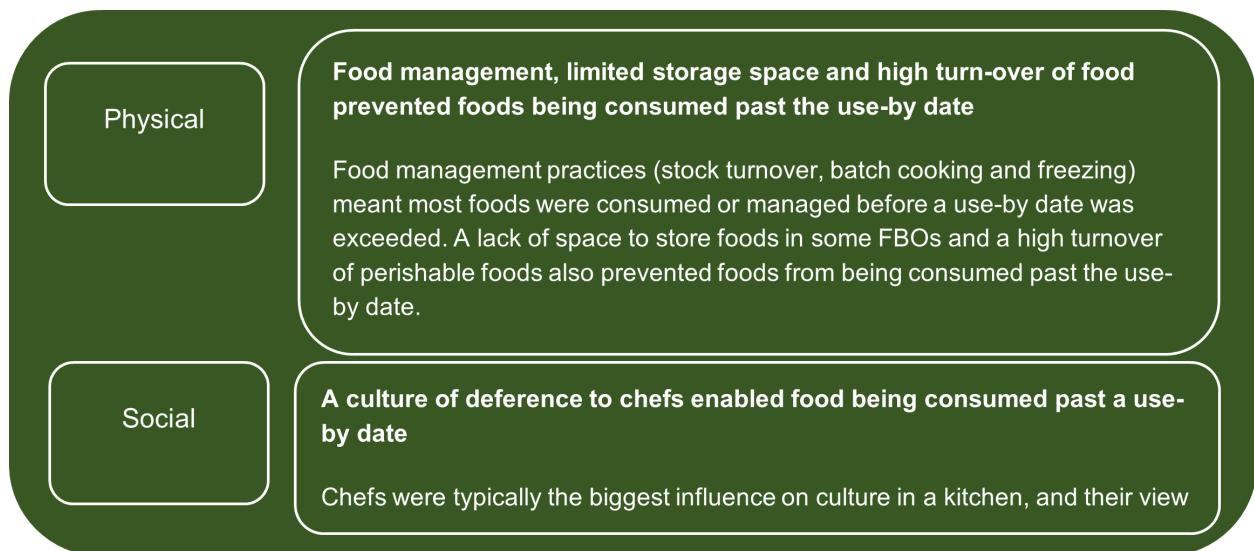 Physical
Food management, limited storage space and high turn-over of food
prevented foods being consumed past the use-by date
Food management practices (stock turnover, batch cooking and freezing)
meant most foods were consumed or managed before a use-by date was
exceeded. A lack of space to store foods in some FBOs and a high turnover
of perishable foods also prevented foods from being consumed past the use-
by date.
Social
A culture of deference to chefs enabled food being consumed past a use-
by date
Chefs were typically the biggest influence on culture in a kitchen, and their view